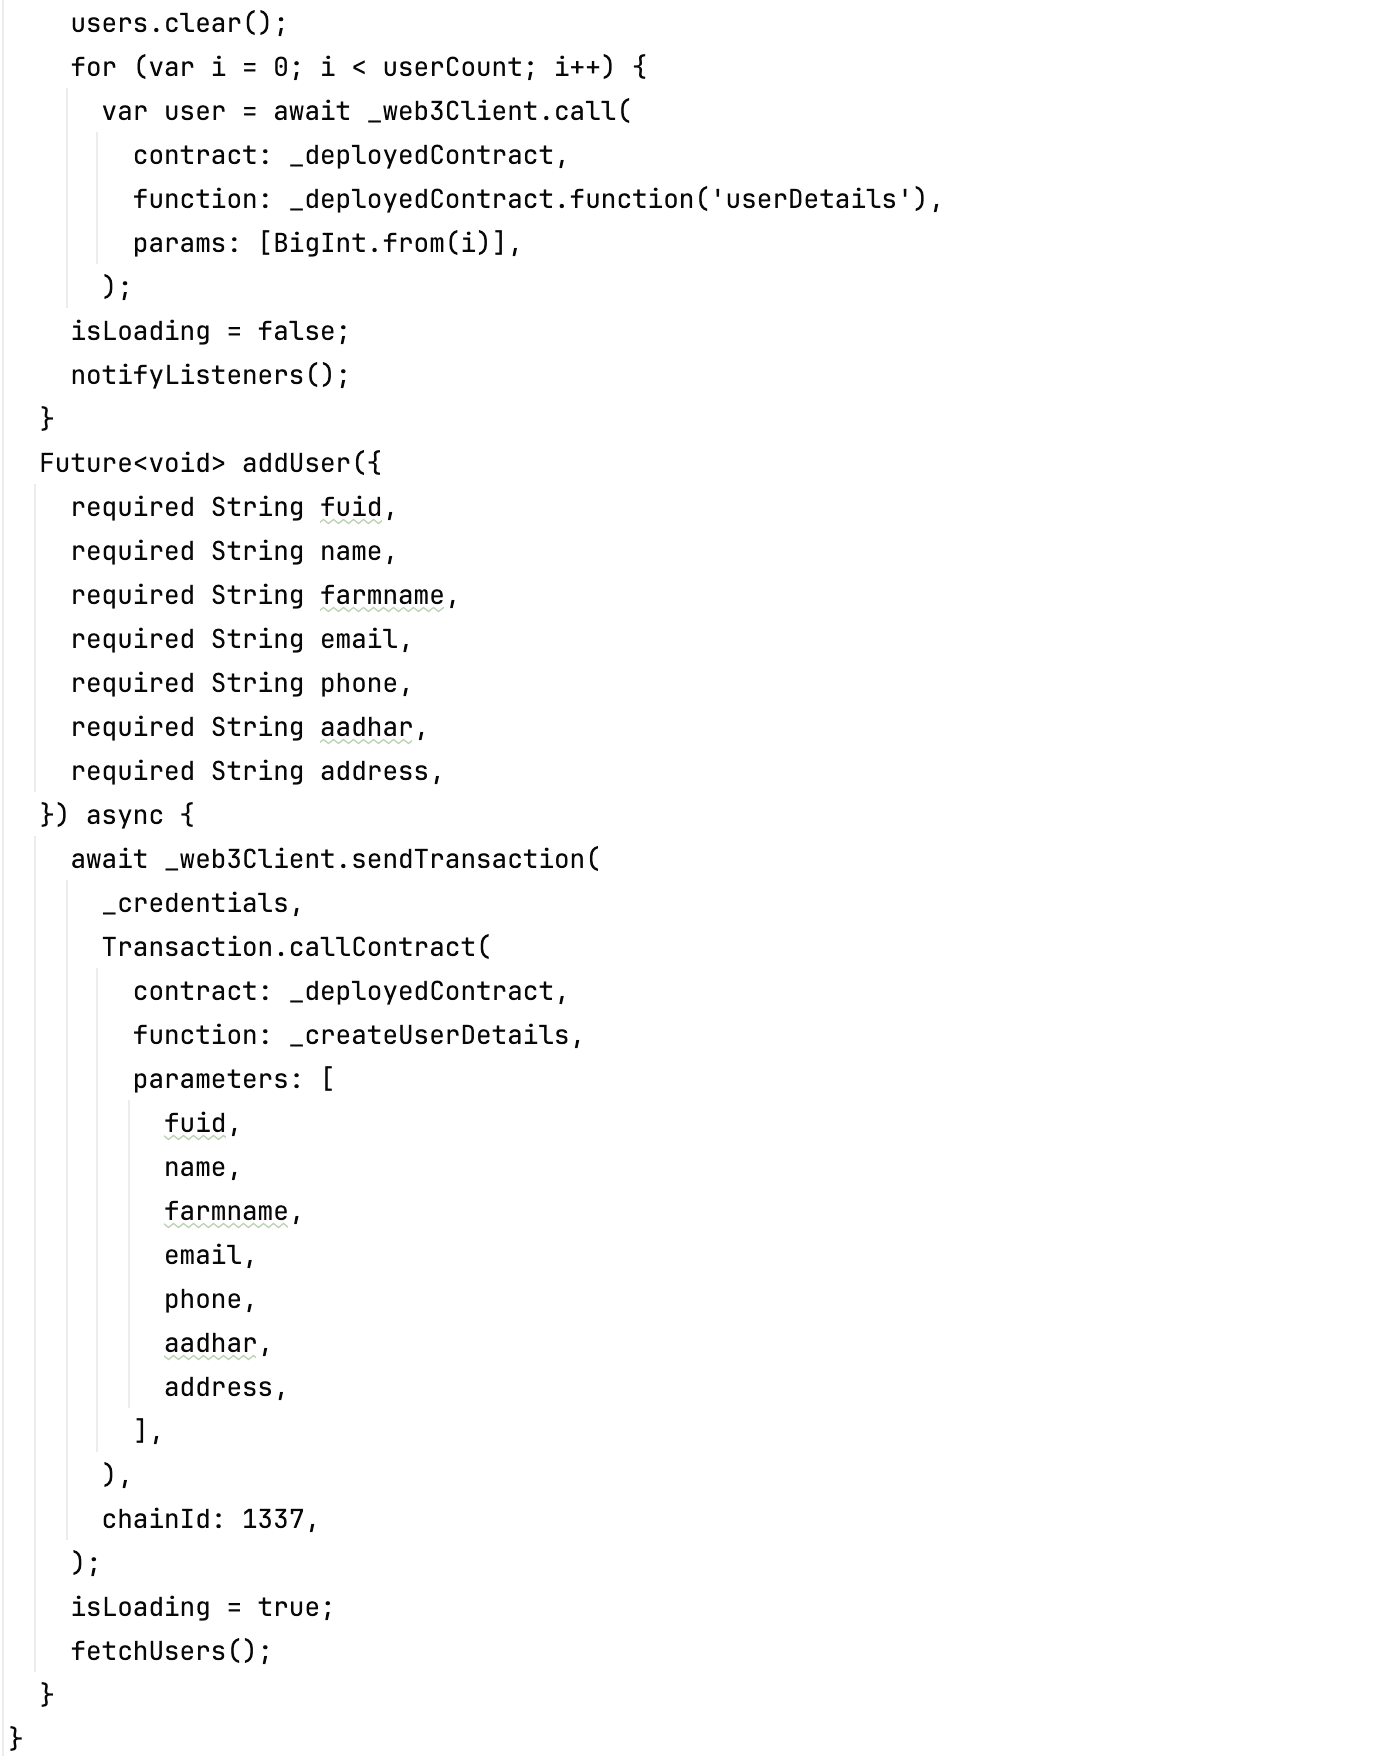 users.clear();
for (var i = 0; i < userCount; i++) {
var user = await _web3Client.call(
contract: _deployedContract,
function: _deployedContract.function('userDetails'),
params: [BigInt.from(i)],
);
isLoading = false;
notifyListeners();
}
Future<void> addUser({
required String fuid,
required String name,
required String farmname,
required String email,
required String phone,
required String aadhar,
required String address,
}) async {
await _web3Client.sendTransaction(
_credentials,
Transaction.callContract(
contract: _deployedContract,
function: _createUserDetails,
parameters: [
fuid,
name,
farmname,
email,
phone,
aadhar,
address,
],
),
chainId: 1337,
);
isLoading = true;
fetchUsers();
}
}